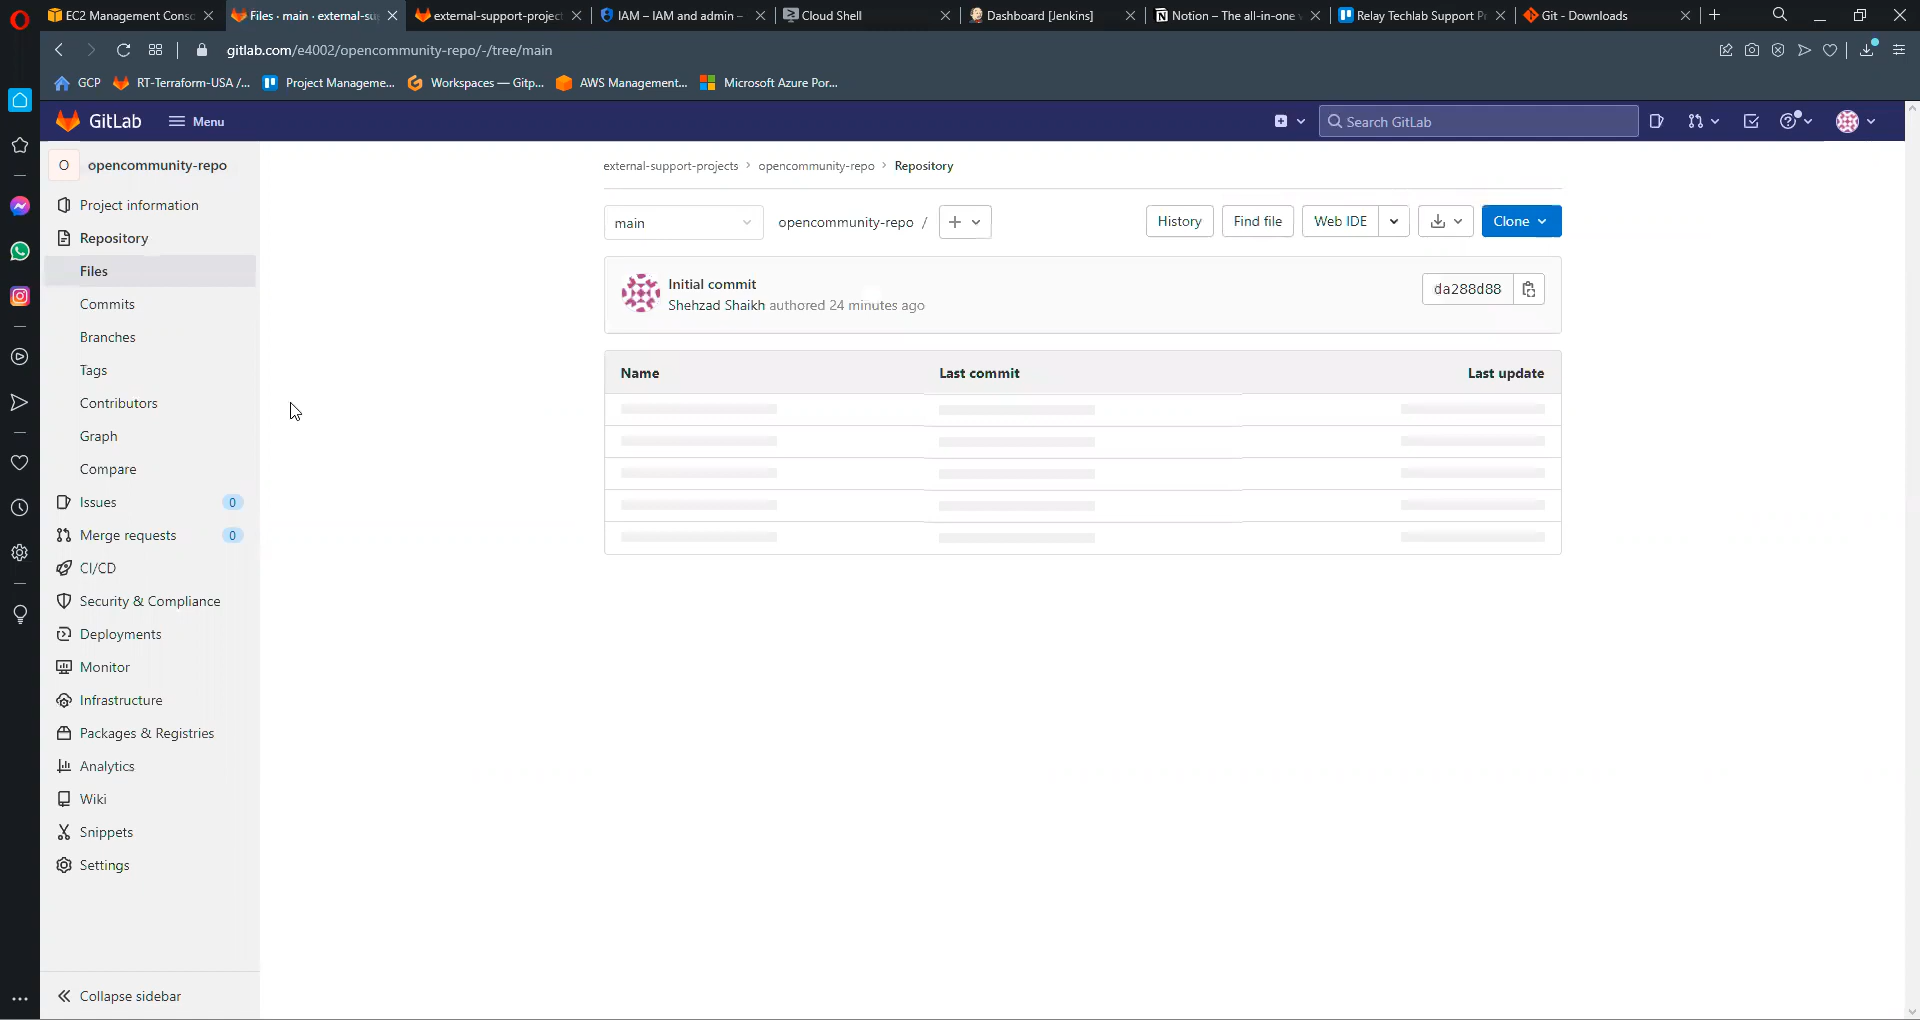 EC2 Management Consc
Files · main · external-su
external-support-project
IAM – IAM and admin –
Cloud Shell
Dashboard [Jenkins]
Notion – The all-in-one
Relay Techlab Support Pr
Git - Downloads
gitlab.com/e4002/opencommunity-repo/-/tree/main
GCP
RT-Terraform-USA /...
Project Manageme...
Workspaces — Gitp...
AWS Management...
Microsoft Azure Por...
GitLab
Menu
Search GitLab
O opencommunity-repo
Project information
Repository
Files
Commits
Branches
Tags
Contributors
Graph
Compare
Issues 0
Merge requests 0
CI/CD
Security & Compliance
Deployments
Monitor
Infrastructure
Packages & Registries
Analytics
Wiki
Snippets
Settings
Collapse sidebar
external-support-projects › opencommunity-repo › Repository
main
opencommunity-repo /
History
Find file
Web IDE
Clone
Initial commit
Shehzad Shaikh authored 24 minutes ago
da288d88
Name Last commit Last update